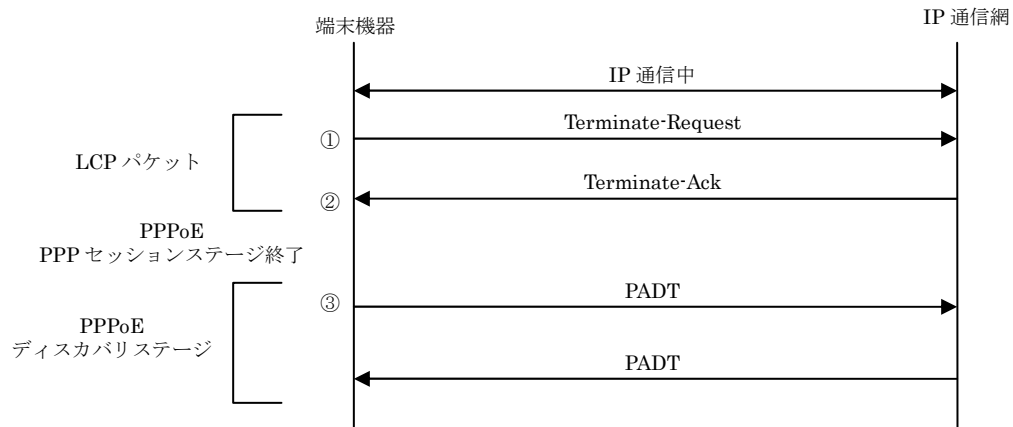 端末機器
IP 通信網
IP 通信中
Terminate-Request
①
LCP パケット
Terminate-Ack
②
PPPoE
PPP セッションステージ終了
PADT
③
PPPoE
ディスカバリステージ
PADT